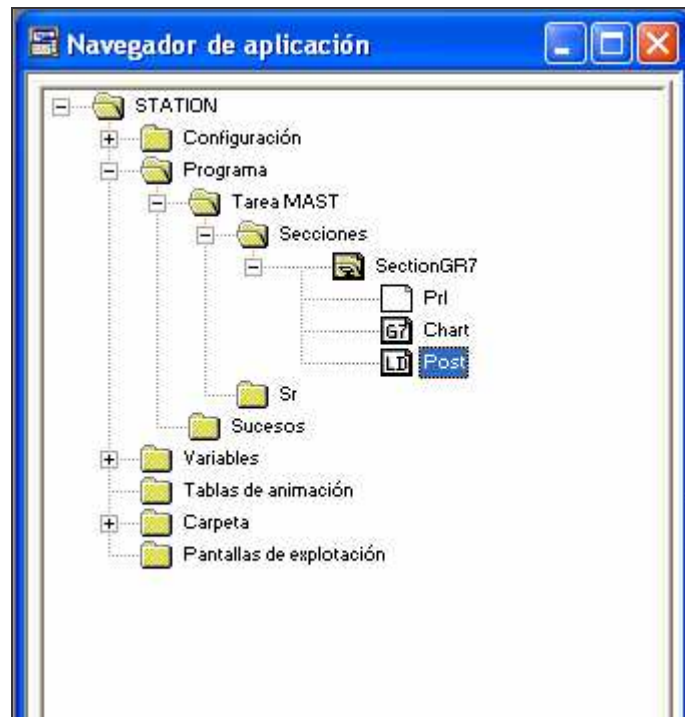 Navegador de aplicación
STATION
Configuración
Programa
Tarea MAST
Secciones
SectionGR7
Prl
G7 Chart
LD Post
Sr
Sucesos
Variables
Tablas de animación
Carpeta
Pantallas de explotación